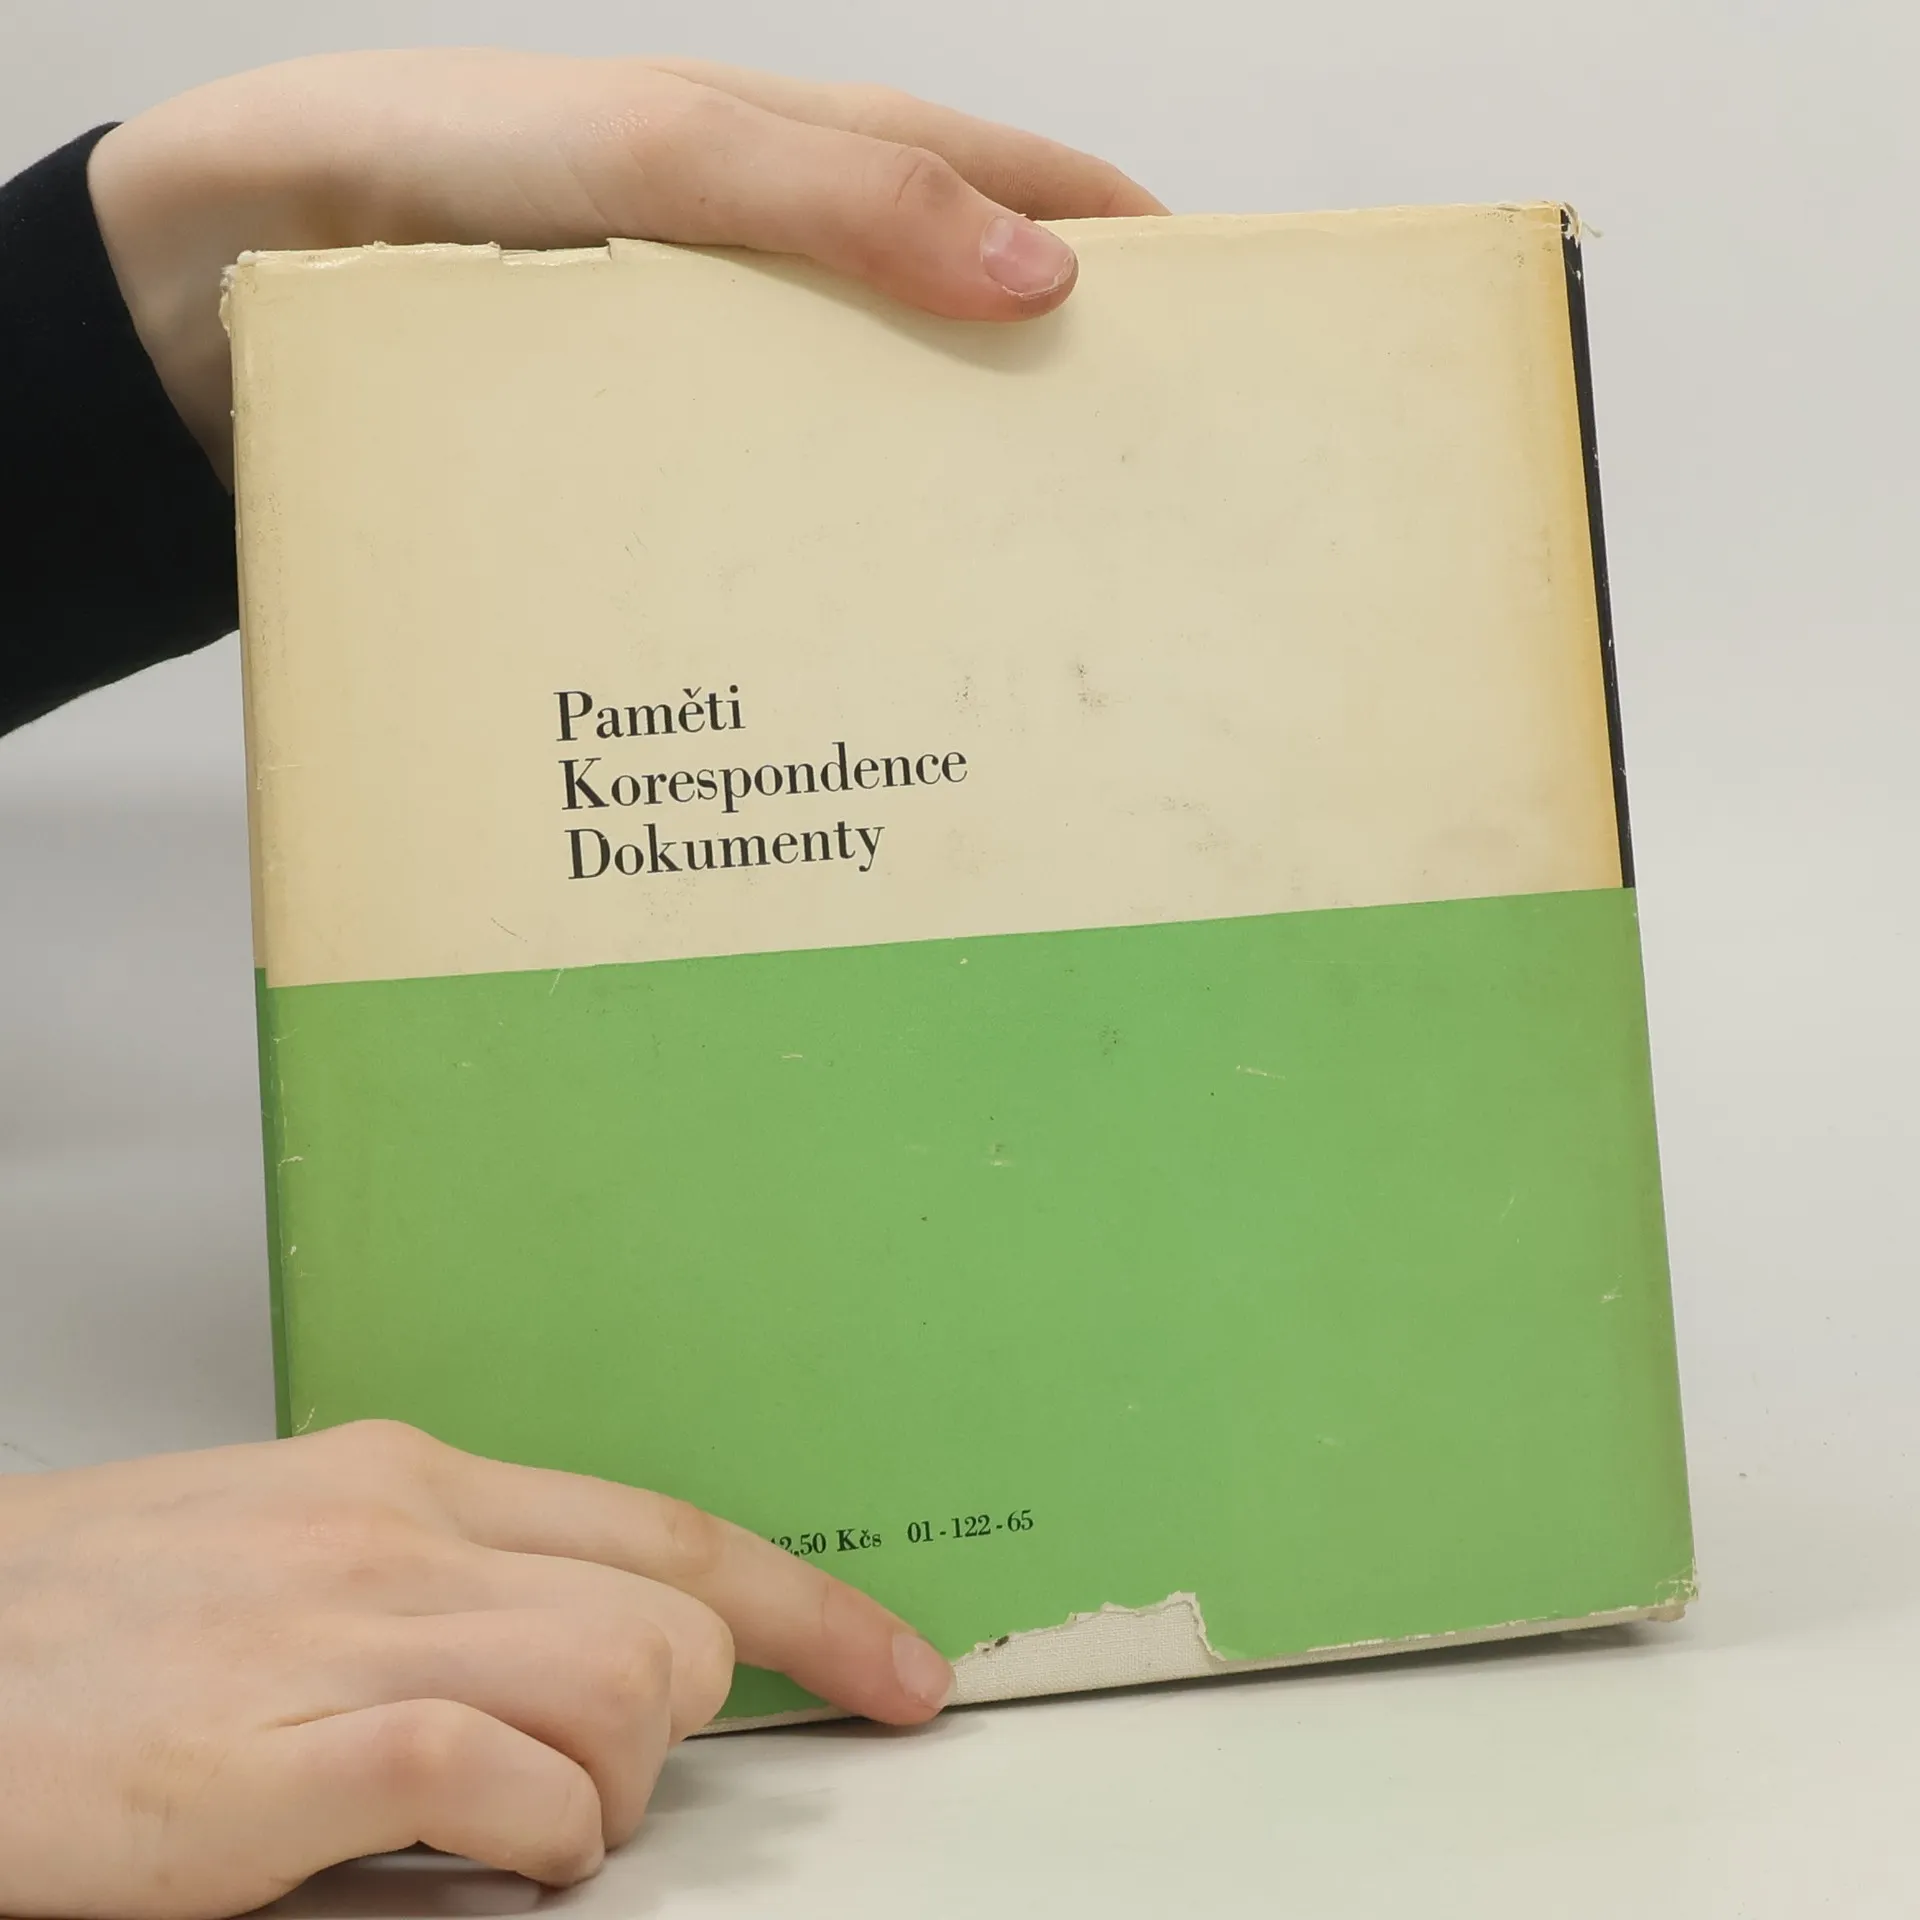 Paměti
Korespondence
Dokumenty
Kčs 01-122-65